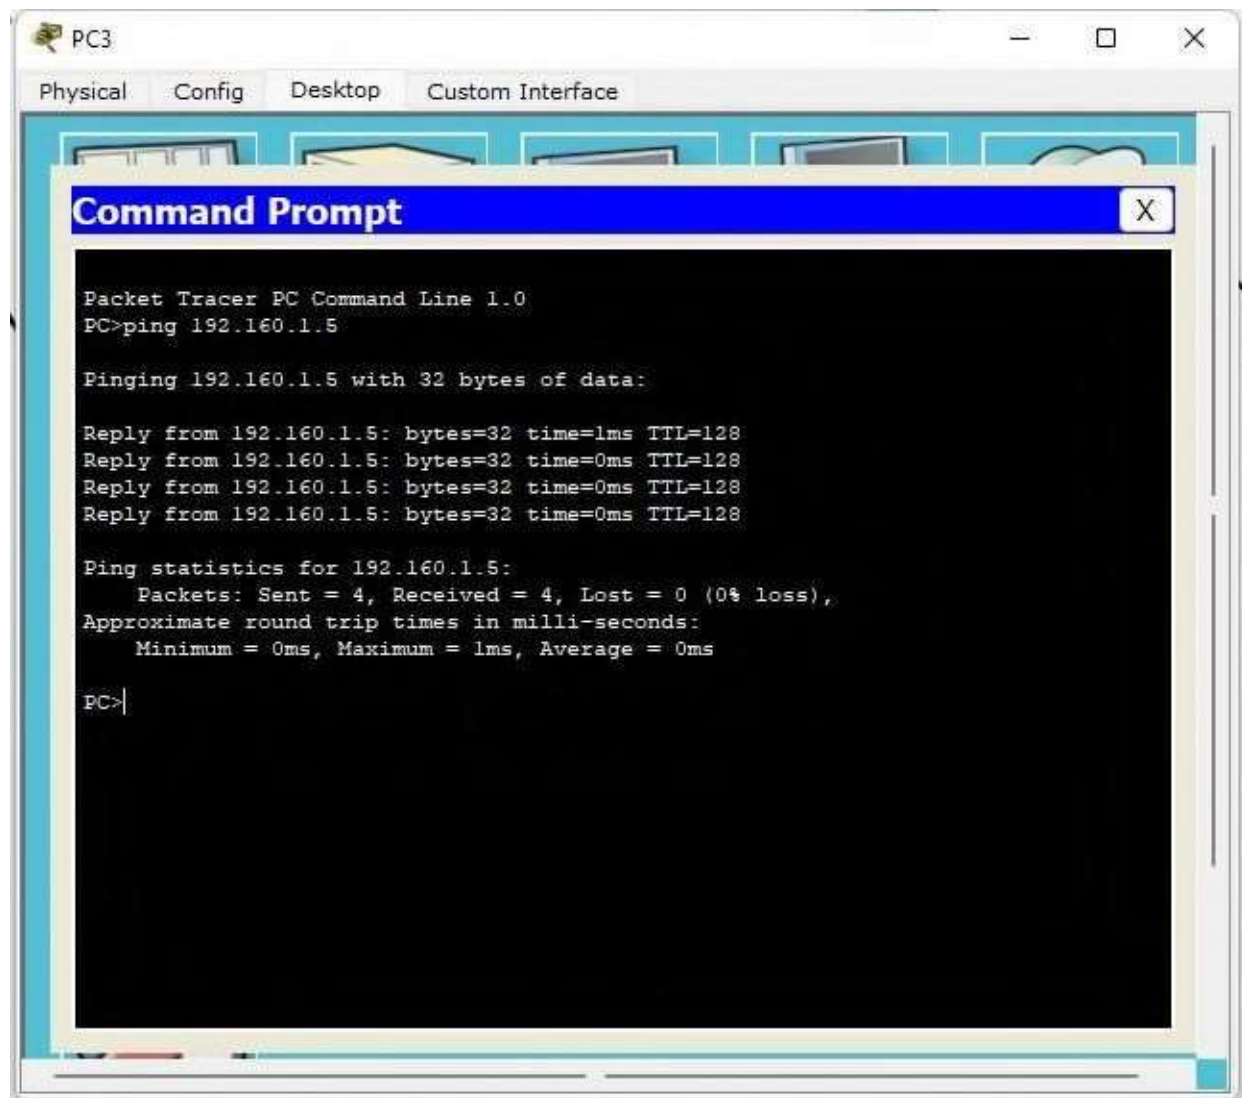 PC3
Physical Config Desktop Custom Interface
Command Prompt
X
Packet Tracer PC Command Line 1.0
PC>ping 192.160.1.5
Pinging 192.160.1.5 with 32 bytes of data:
Reply from 192.160.1.5: bytes=32 time=1ms TTL=128
Reply from 192.160.1.5: bytes=32 time=0ms TTL=128
Reply from 192.160.1.5: bytes=32 time=0ms TTL=128
Reply from 192.160.1.5: bytes=32 time=0ms TTL=128
Ping statistics for 192.160.1.5:
Packets: Sent = 4, Received = 4, Lost = 0 (0% loss),
Approximate round trip times in milli-seconds:
Minimum = 0ms, Maximum = 1ms, Average = 0ms
PC>